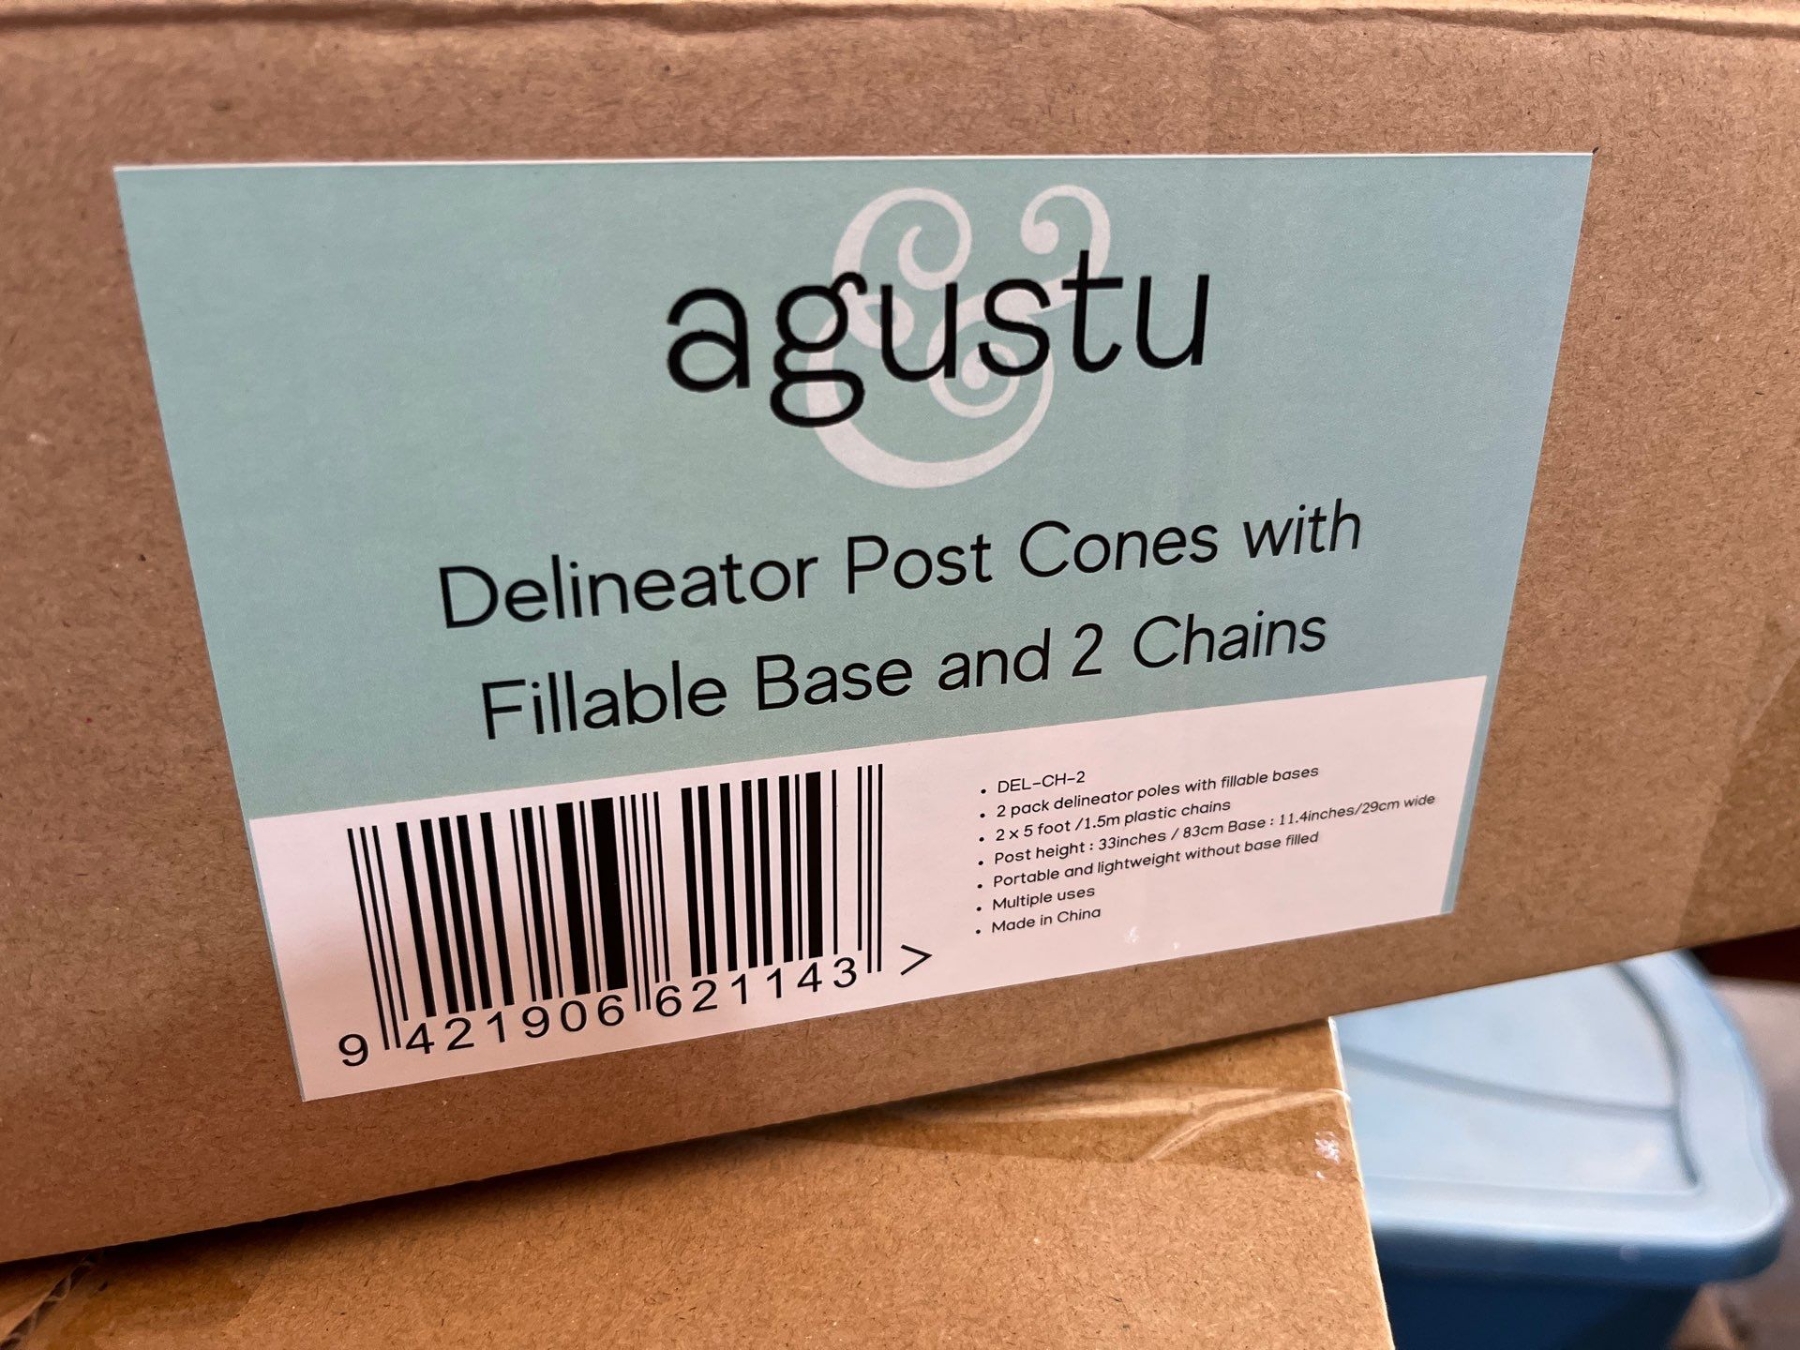 agustu
Delineator Post Cones with
Fillable Base and 2 Chains
• DEL-CH-2
• 2 pack delineator poles with fillable bases
• 2 x 5 foot /1.5m plastic chains
• Post height : 33inches / 83cm Base : 11.4inches/29cm wide
• Portable and lightweight without base filled
• Multiple uses
• Made in China
9 421906 621143 >